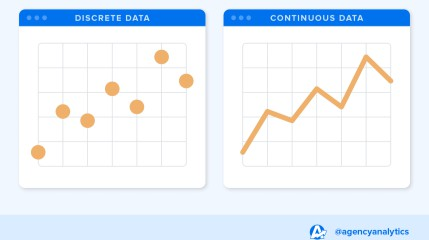 DISCRETE DATA
CONTINUOUS DATA
@agencyanalytics